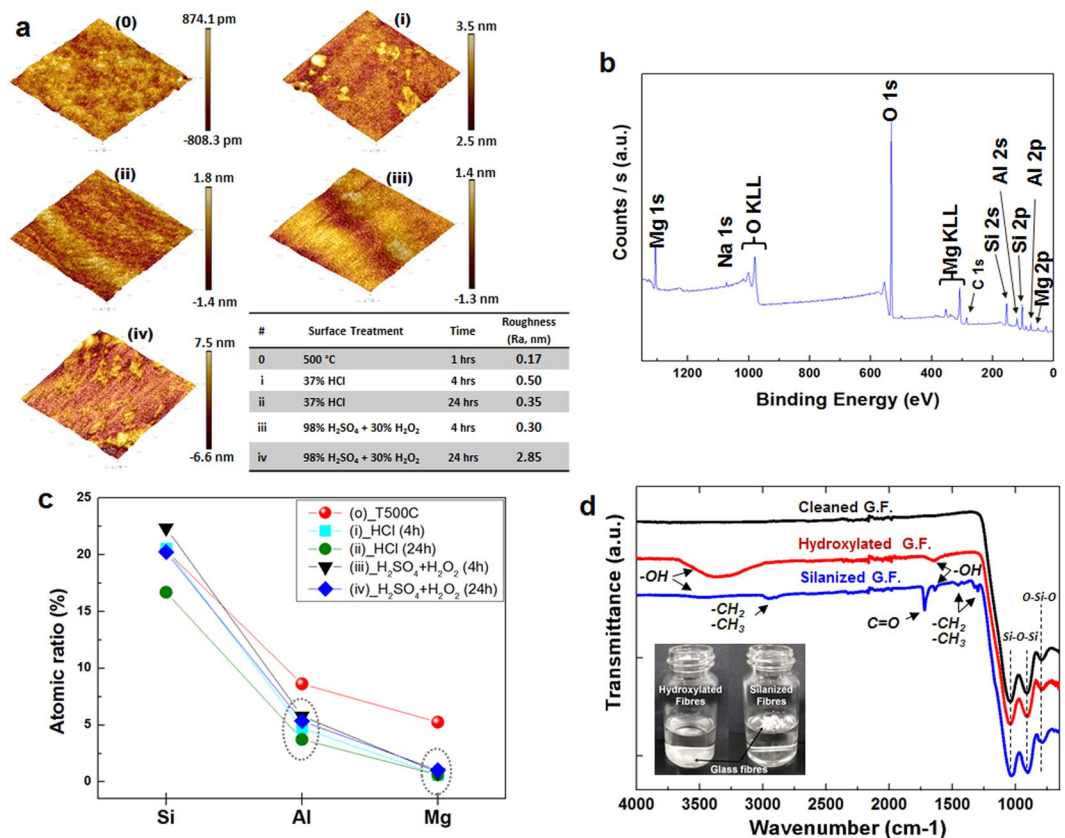 a
(0)
874.1 pm
-808.3 pm
(i)
3.5 nm
2.5 nm
(ii)
1.8 nm
-1.4 nm
(iii)
1.4 nm
-1.3 nm
(iv)
7.5 nm
-6.6 nm
# Surface Treatment Time Roughness (Ra, nm)
0 500 °C 1 hrs 0.17
i 37% HCl 4 hrs 0.50
ii 37% HCl 24 hrs 0.35
iii 98% H₂SO₄ + 30% H₂O₂ 4 hrs 0.30
iv 98% H₂SO₄ + 30% H₂O₂ 24 hrs 2.85
b
Counts / s (a.u.)
Mg 1s
Na 1s
O KLL
O 1s
Mg KLL
C 1s
Si 2s
Al 2s
Si 2p
Al 2p
Mg 2p
1200 1000 800 600 400 200 0
Binding Energy (eV)
c
Atomic ratio (%)
25
20
15
10
5
0
(o)_T500C
(i)_HCl (4h)
(ii)_HCl (24h)
(iii)_H₂SO₄+H₂O₂ (4h)
(iv)_H₂SO₄+H₂O₂ (24h)
Si Al Mg
d
Transmittance (a.u.)
Cleaned G.F.
Hydroxylated G.F.
-OH
-OH
Silanized G.F.
-CH₂
-CH₃
C=O
-CH₂
-CH₃
O-Si-O
Si-O-Si
Hydroxylated Fibres
Silanized Fibres
Glass fibres
4000 3500 3000 2500 2000 1500 1000
Wavenumber (cm-1)